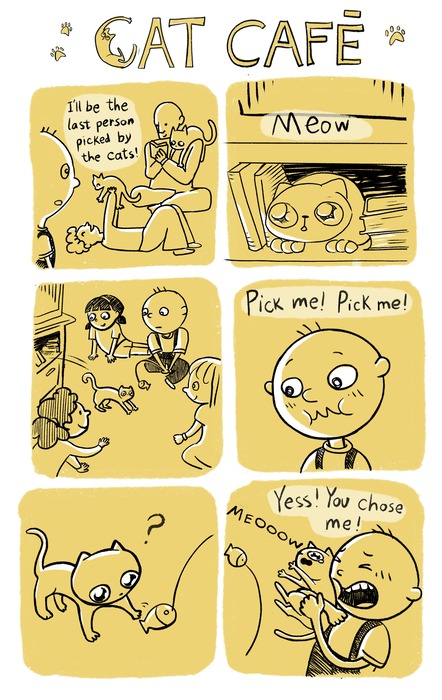 CAT CAFĒ
I'll be the
last person
picked by
the cats!
Meow
Pick me! Pick me!
?
Yess! You chose
me!
MEOOOW